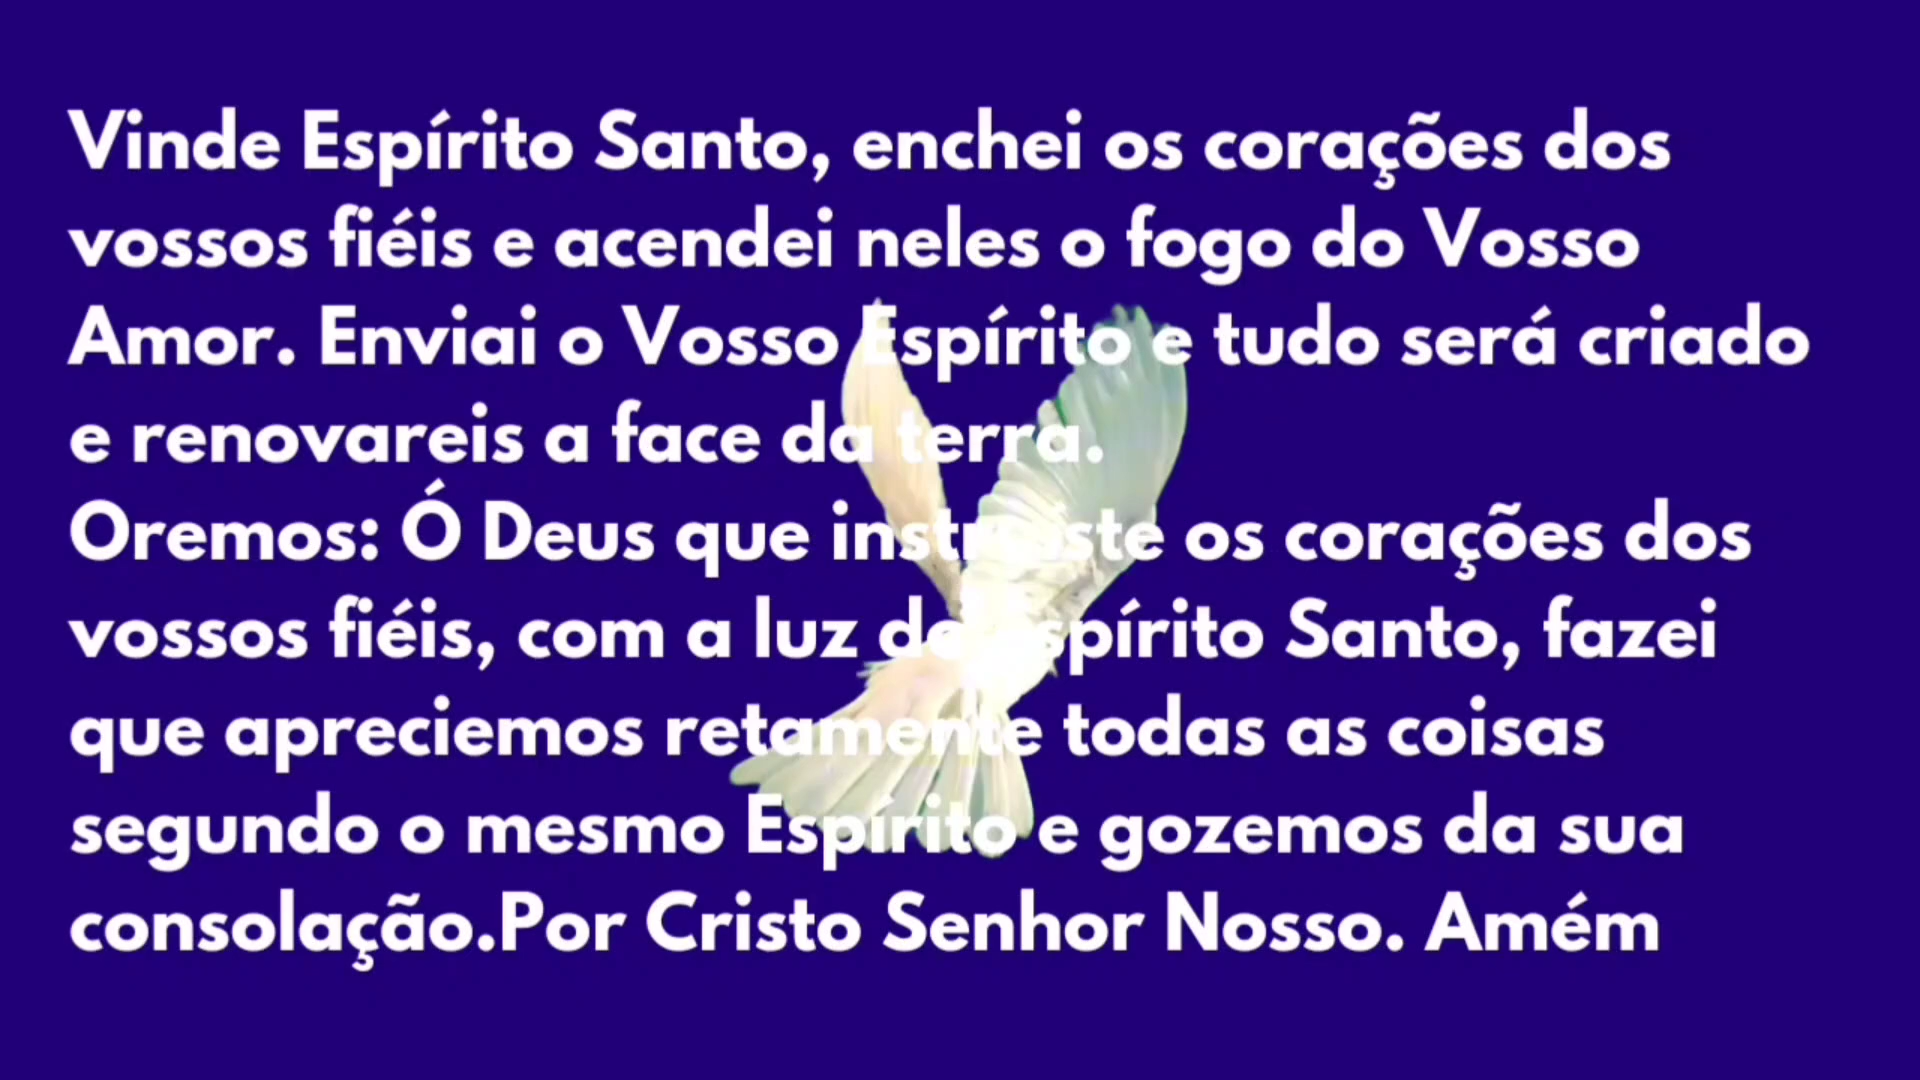 Vinde Espírito Santo, enchei os corações dos
vossos fiéis e acendei neles o fogo do Vosso
Amor. Enviai o Vosso Espírito e tudo será criado
e renovareis a face da terra.
Oremos: Ó Deus que instruíste os corações dos
vossos fiéis, com a luz do Espírito Santo, fazei
que apreciemos retamente todas as coisas
segundo o mesmo Espírito e gozemos da sua
consolação.Por Cristo Senhor Nosso. Amém